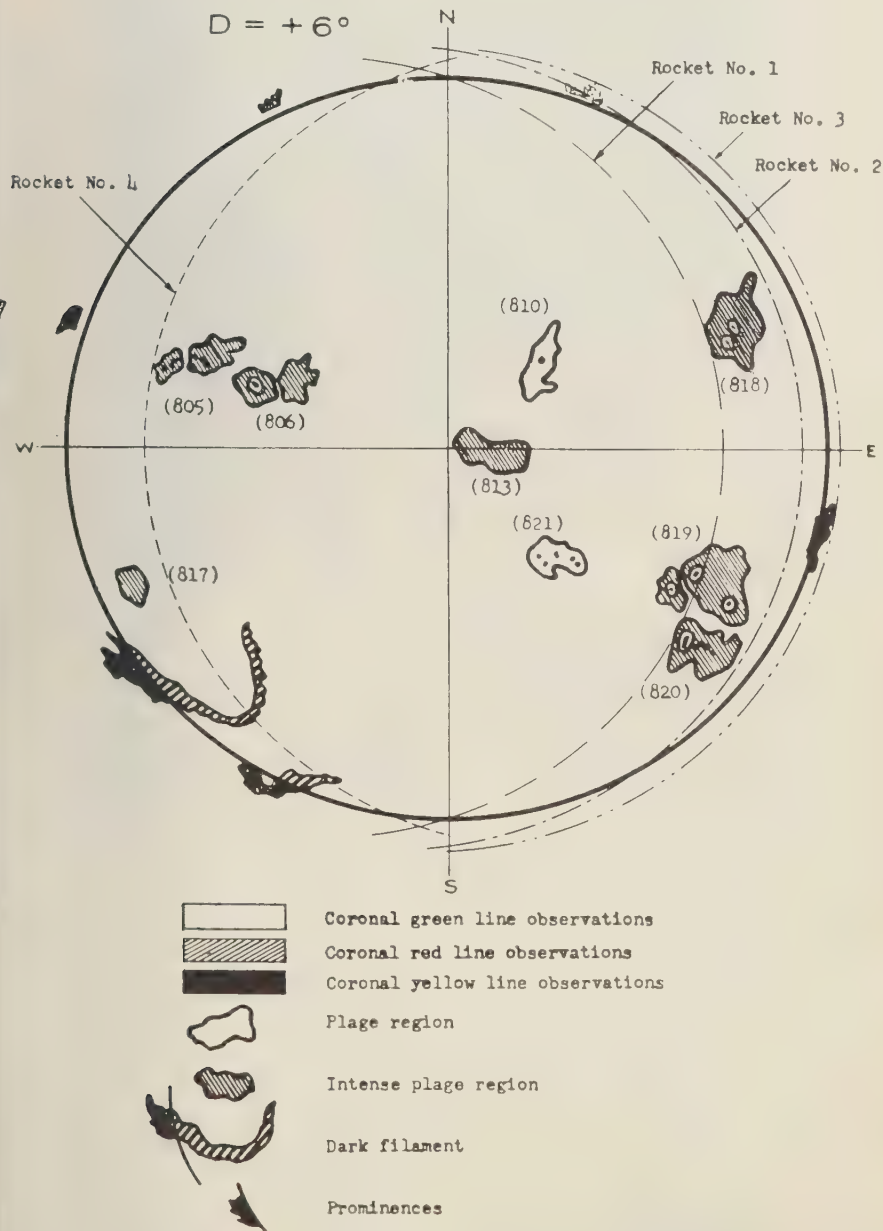 D = +6°
N
Rocket No. 1
Rocket No. 3
Rocket No. 2
Rocket No. 4
(810)
(818)
(805)
(806)
W
E
(813)
(821)
(819)
(817)
(820)
S
Coronal green line observations
Coronal red line observations
Coronal yellow line observations
Plage region
Intense plage region
Dark filament
Prominences